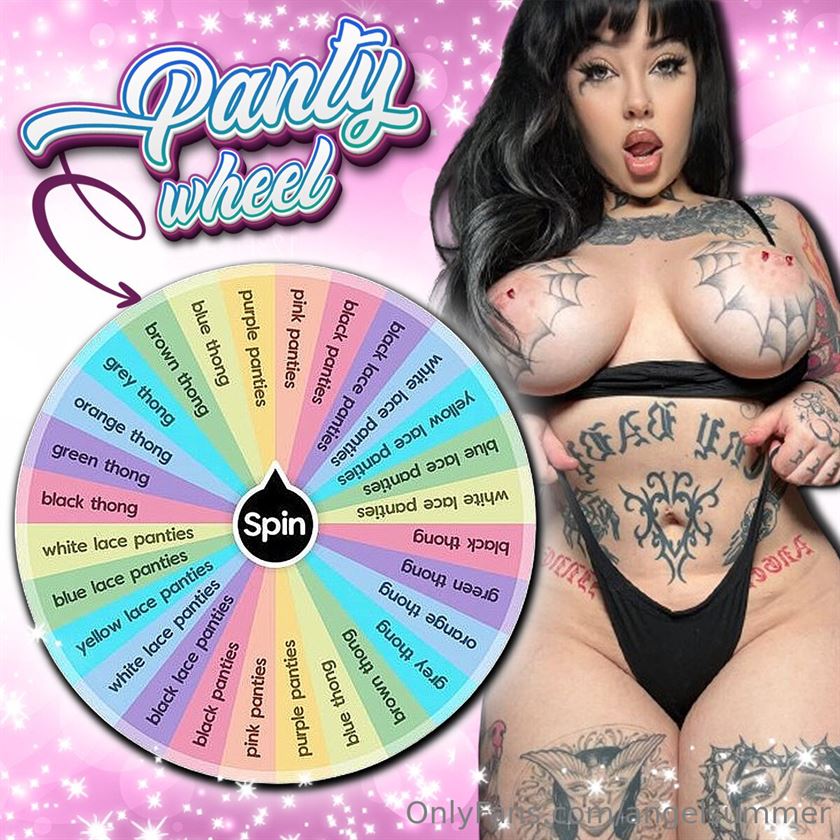 Panty
wheel
pink panties
black panties
black lace panties
white lace panties
yellow lace panties
blue lace panties
white lace panties
black thong
green thong
orange thong
grey thong
brown thong
blue thong
purple panties
pink panties
black panties
black lace panties
white lace panties
yellow lace panties
blue lace panties
white lace panties
black thong
green thong
orange thong
grey thong
brown thong
blue thong
purple panties
Spin
OnlyFans.com/angelsummer